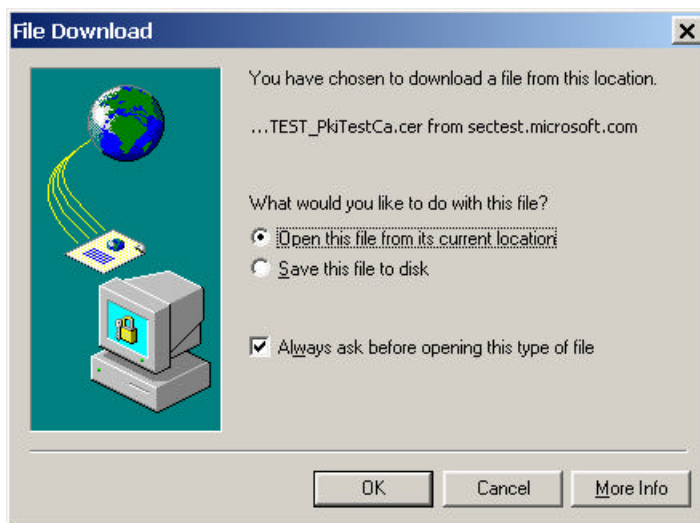 File Download
You have chosen to download a file from this location.
...TEST_PkiTestCa.cer from sectest.microsoft.com
What would you like to do with this file?
Open this file from its current location
Save this file to disk
Always ask before opening this type of file
OK Cancel More Info